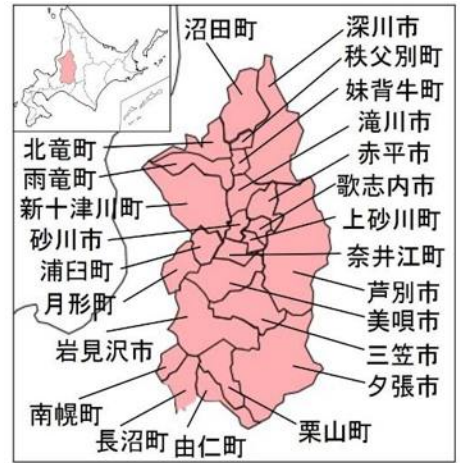 沼田町
深川市
秩父別町
妹背牛町
滝川市
赤平市
歌志内市
上砂川町
奈井江町
芦別市
美唄市
三笠市
夕張市
北竜町
雨竜町
新十津川町
砂川市
浦臼町
月形町
岩見沢市
南幌町
長沼町
由仁町
栗山町